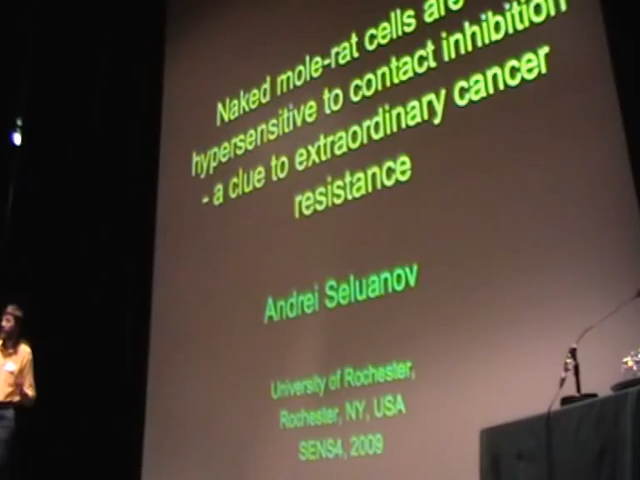 Naked mole-rat cells are
hypersensitive to contact inhibition
- a clue to extraordinary cancer
resistance
Andrei Seluanov
University of Rochester,
Rochester, NY, USA
SENS4, 2009